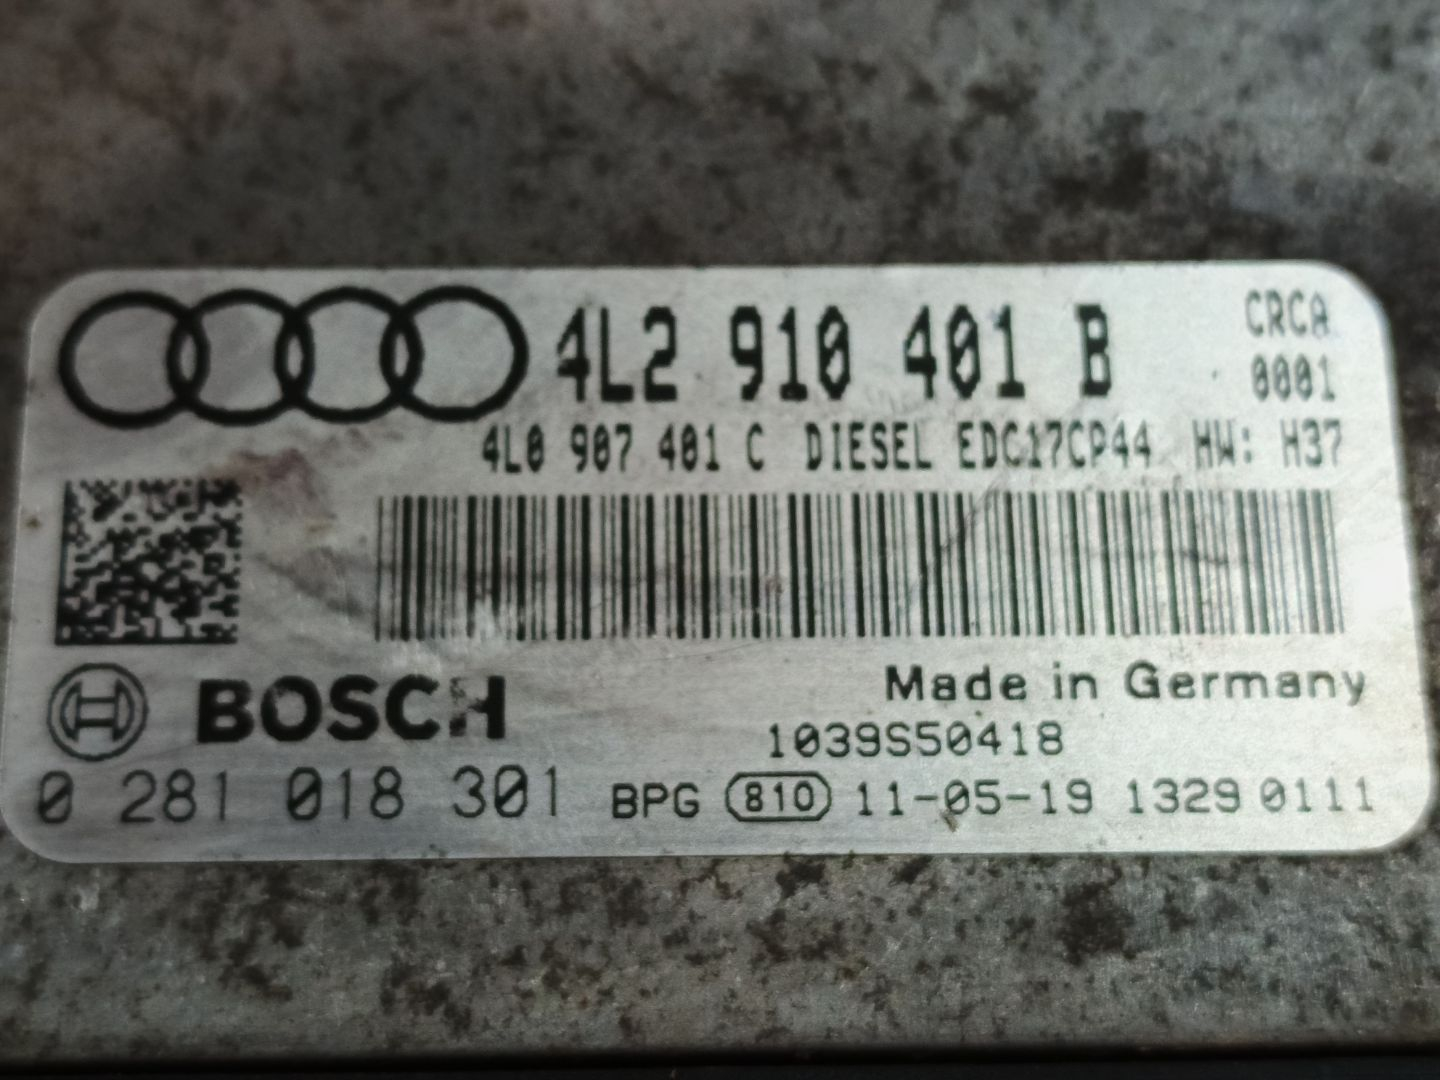 4L2 910 401 B CRCA
0001
4L0 907 401 C DIESEL EDC17CP44 HW: H37
BOSCH
Made in Germany
1039S50418
0 281 018 301 BPG 810 11-05-19 1329 0111